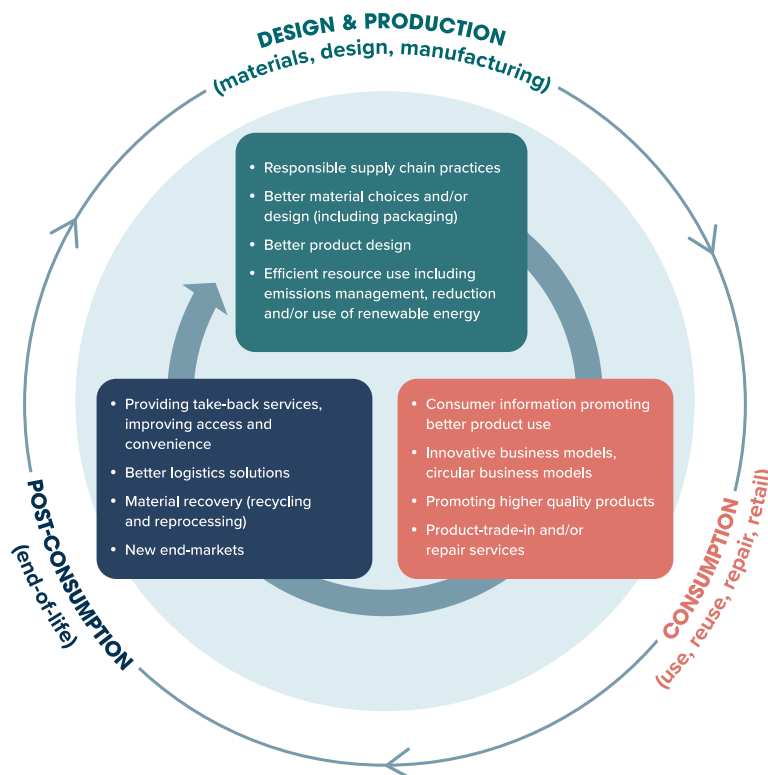 DESIGN & PRODUCTION
(materials, design, manufacturing)
• Responsible supply chain practices
• Better material choices and/or
design (including packaging)
• Better product design
• Efficient resource use including
emissions management, reduction
and/or use of renewable energy
• Providing take-back services,
improving access and
convenience
• Better logistics solutions
• Material recovery (recycling
and reprocessing)
• New end-markets
• Consumer information promoting
better product use
• Innovative business models,
circular business models
• Promoting higher quality products
• Product-trade-in and/or
repair services
POST-CONSUMPTION
(end-of-life)
CONSUMPTION
(use, reuse, repair, retail)